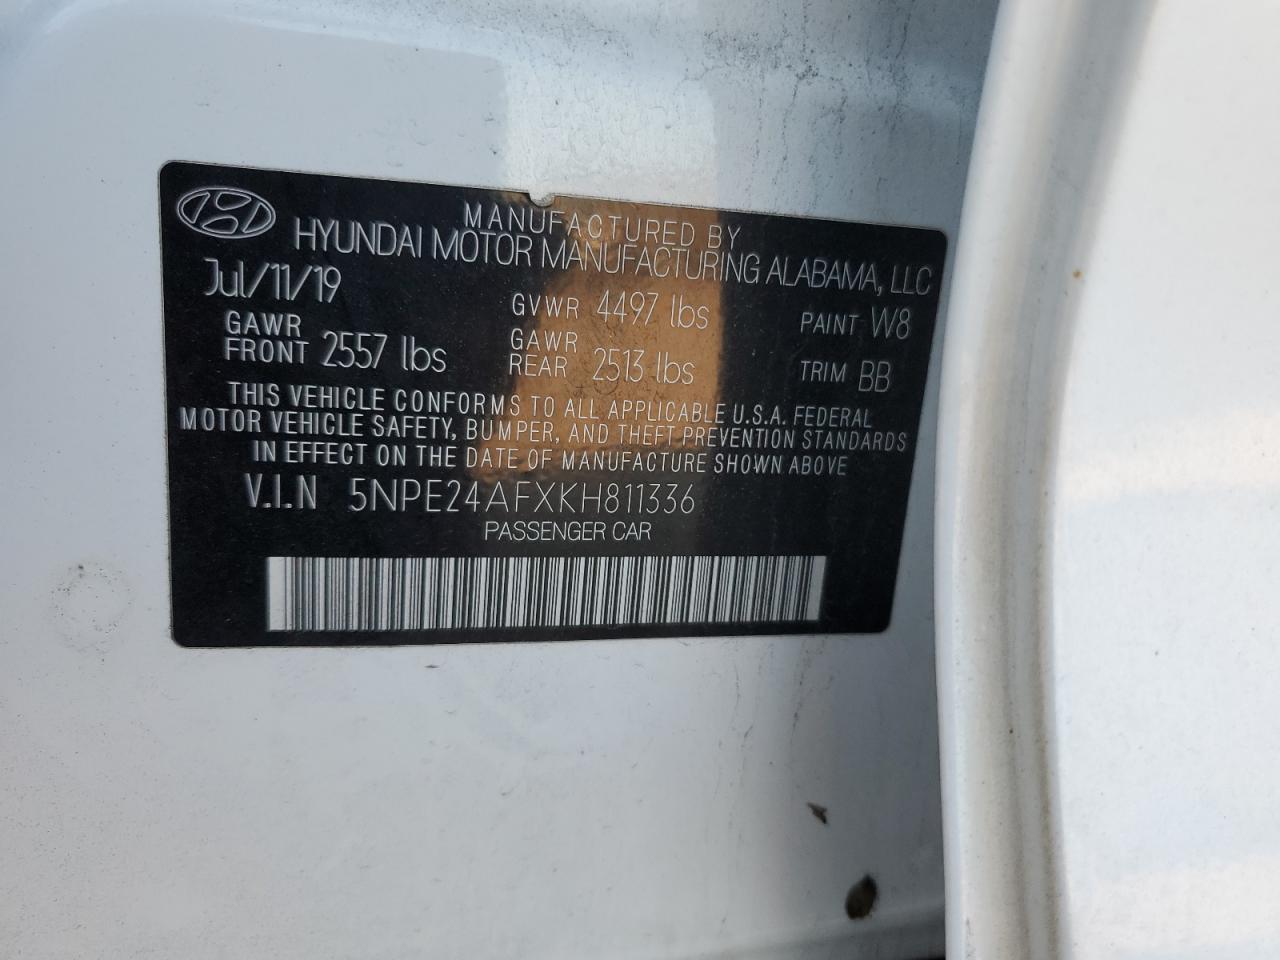 MANUFACTURED BY
HYUNDAI MOTOR MANUFACTURING ALABAMA, LLC
Jul/11/19
GVWR 4497 lbs
PAINT W8
GAWR
FRONT 2557 lbs
GAWR
REAR 2513 lbs
TRIM BB
THIS VEHICLE CONFORMS TO ALL APPLICABLE U.S.A. FEDERAL
MOTOR VEHICLE SAFETY, BUMPER, AND THEFT PREVENTION STANDARDS
IN EFFECT ON THE DATE OF MANUFACTURE SHOWN ABOVE
V.I.N 5NPE24AFXKH811336
PASSENGER CAR